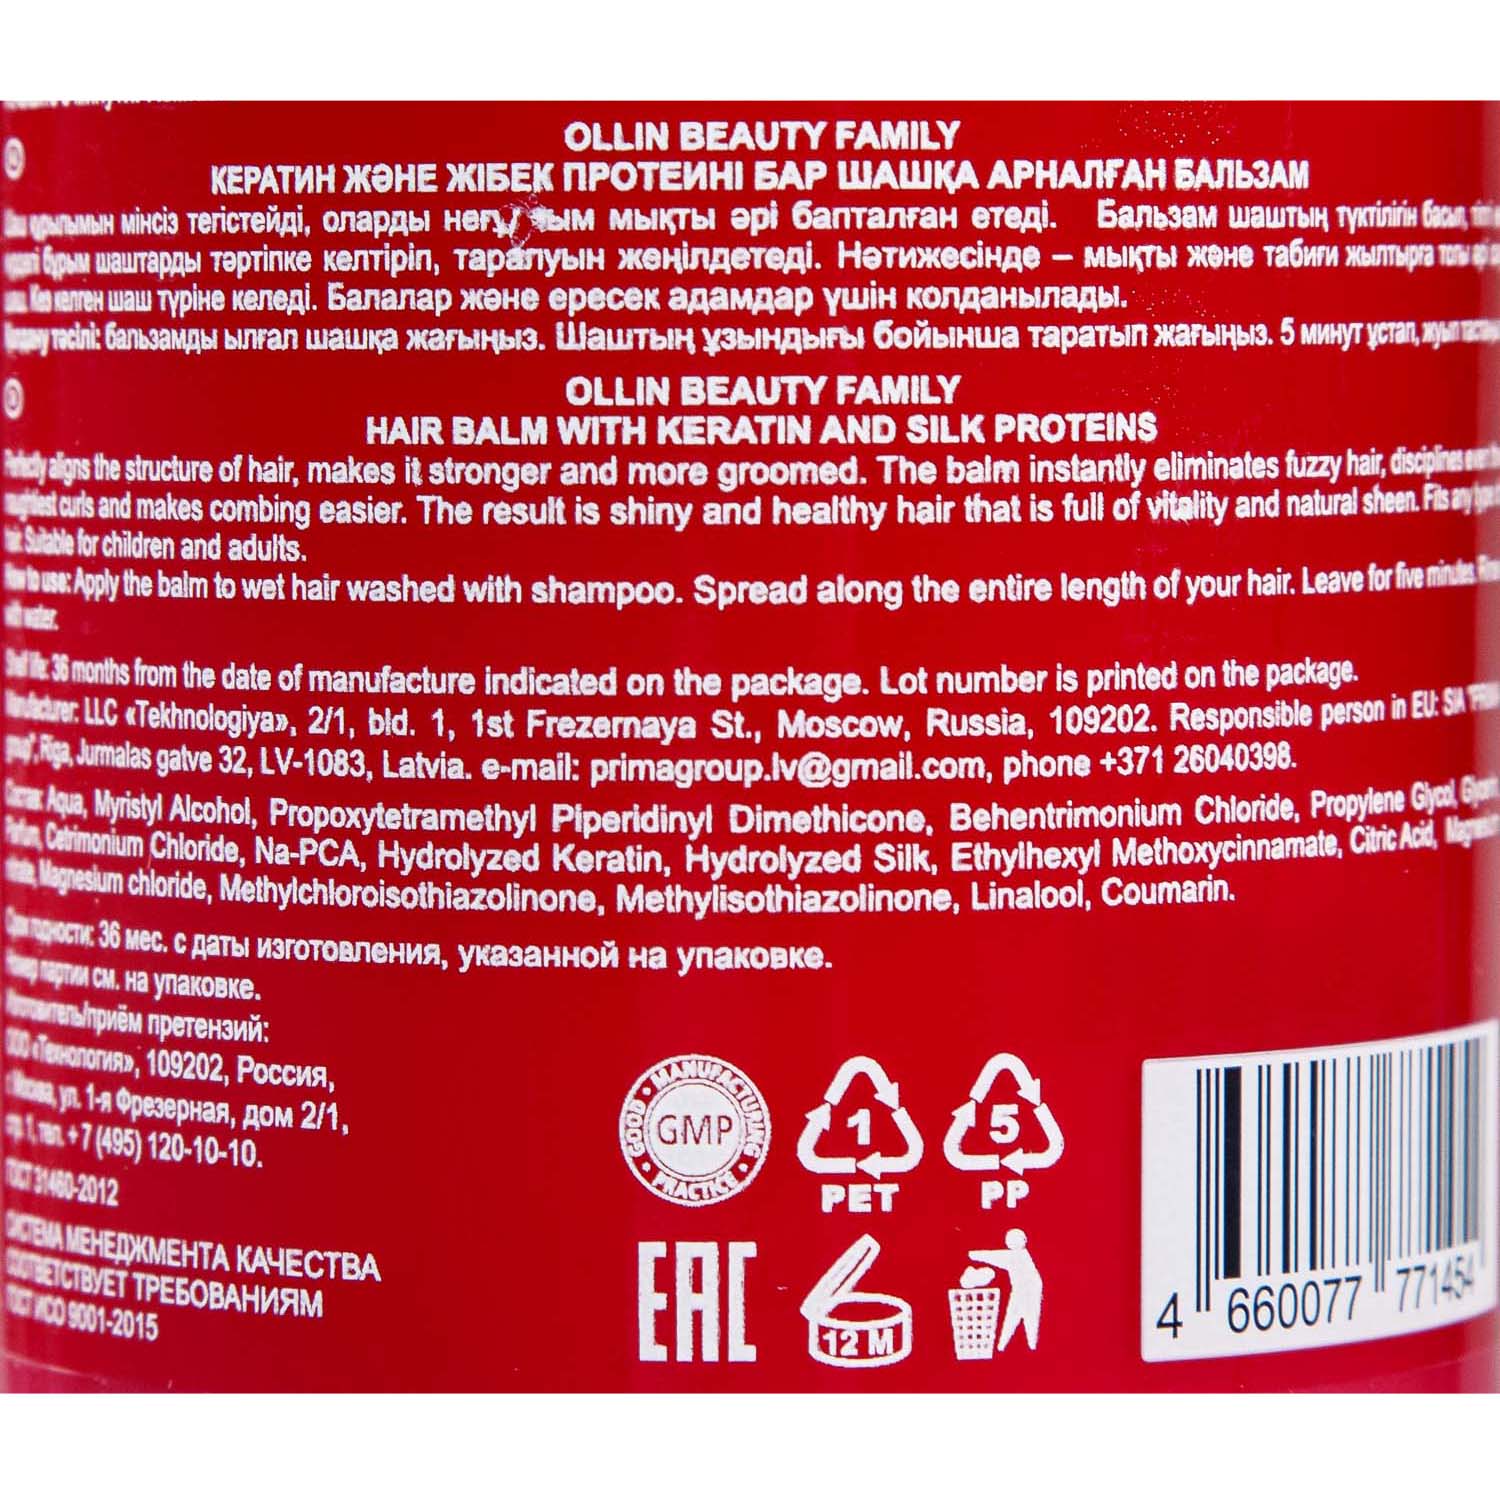 OLLIN BEAUTY FAMILY
КЕРАТИН ЖӘНЕ ЖІБЕК ПРОТЕИНІ БАР ШАШҚА АРНАЛҒАН БАЛЬЗАМ
мінсіз тегістейді, оларды мықты әрі бапталған етеді. Бальзам шаштың түктілігін басып,
бұрым шаштарды тәртіпке келтіріп, тарапуын жеңілдетеді. Нәтижесінде – мықты және табиғи жылтырға толы әрі
Кез келген шаш түріне келеді. Балалар және ересек адамдар үшін колданылады.
тәсілі: бальзамды ылғал шашқа жағыңыз. Шаштың ұзындығы бойынша таратып жағыңыз. 5 минут ұстап, жуып
OLLIN BEAUTY FAMILY
HAIR BALM WITH KERATIN AND SILK PROTEINS
Perfectly aligns the structure of hair, makes it stronger and more groomed. The balm instantly eliminates fuzzy hair, disciplines even the
curls and makes combing easier. The result is shiny and healthy hair that is full of vitality and natural sheen. Fits any type
Suitable for children and adults.
How to use: Apply the balm to wet hair washed with shampoo. Spread along the entire length of your hair. Leave for five minutes.
with water.
Shelf life: 36 months from the date of manufacture indicated on the package. Lot number is printed on the package.
Manufacturer: LLC «Tekhnologiya», 2/1, bld. 1, 1st Frezernaya St., Moscow, Russia, 109202. Responsible person in EU: SIA
group", Riga, Jurmalas gatve 32, LV-1083, Latvia. e-mail: primagroup.lv@gmail.com, phone +371 26040398.
Aqua, Myristyl Alcohol, Propoxytetramethyl Piperidinyl Dimethicone, Behentrimonium Chloride, Propylene Glycol,
Parfum, Cetrimonium Chloride, Na-PCA, Hydrolyzed Keratin, Hydrolyzed Silk, Ethylhexyl Methoxycinnamate, Citric Acid,
Magnesium chloride, Methylchloroisothiazolinone, Methylisothiazolinone, Linalool, Coumarin.
Срок годности: 36 мес. с даты изготовления, указанной на упаковке.
партии см. на упаковке.
Изготовитель/приём претензий:
ООО «Технология», 109202, Россия,
г. Москва, ул. 1-я Фрезерная, дом 2/1,
стр. 1, тел. +7 (495) 120-10-10.
ГОСТ 31460-2012
СИСТЕМА МЕНЕДЖМЕНТА КАЧЕСТВА
СООТВЕТСТВУЕТ ТРЕБОВАНИЯМ
ГОСТ ИСО 9001-2015
GOOD • MANUFACTURING • PRACTICE
GMP
1
PET
5
PP
EAC
12 M
4 660077 771454